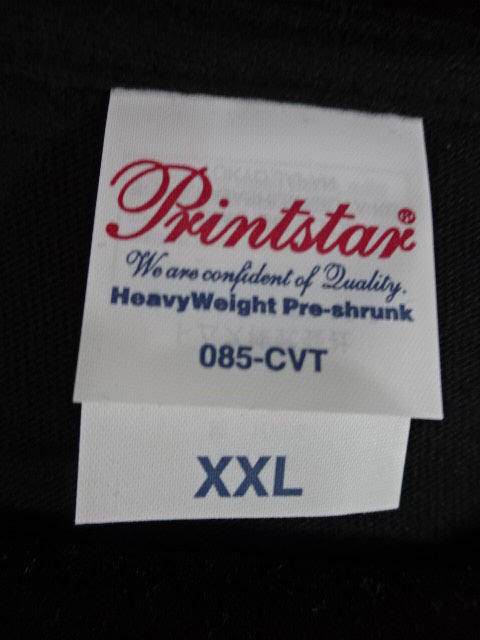 Printstar®
We are confident of Quality.
HeavyWeight Pre-shrunk
085-CVT
XXL